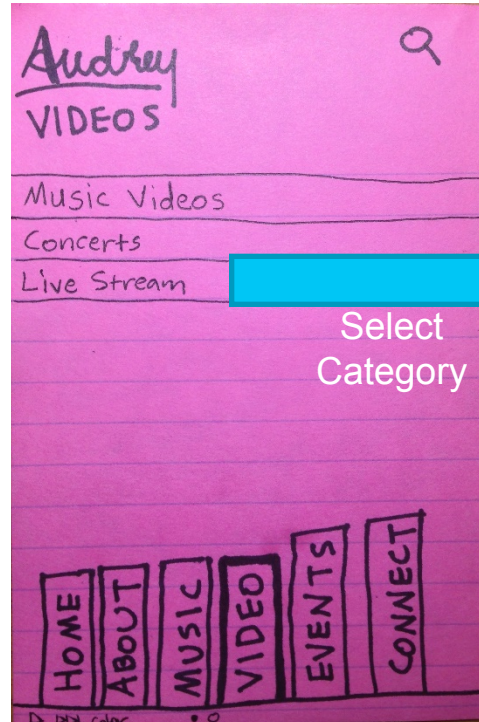 Audrey
VIDEOS
Music Videos
Concerts
Live Stream
Select
Category
HOME
ABOUT
MUSIC
VIDEO
EVENTS
CONNECT